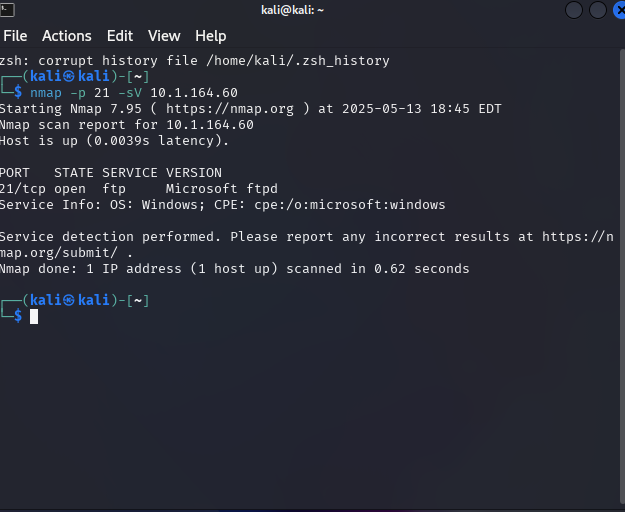 kali@kali: ~
File Actions Edit View Help
zsh: corrupt history file /home/kali/.zsh_history
┌──(kali㉿kali)-[~]
└─$ nmap -p 21 -sV 10.1.164.60
Starting Nmap 7.95 ( https://nmap.org ) at 2025-05-13 18:45 EDT
Nmap scan report for 10.1.164.60
Host is up (0.0039s latency).
PORT   STATE SERVICE VERSION
21/tcp open  ftp     Microsoft ftpd
Service Info: OS: Windows; CPE: cpe:/o:microsoft:windows
Service detection performed. Please report any incorrect results at https://n
map.org/submit/ .
Nmap done: 1 IP address (1 host up) scanned in 0.62 seconds
┌──(kali㉿kali)-[~]
└─$